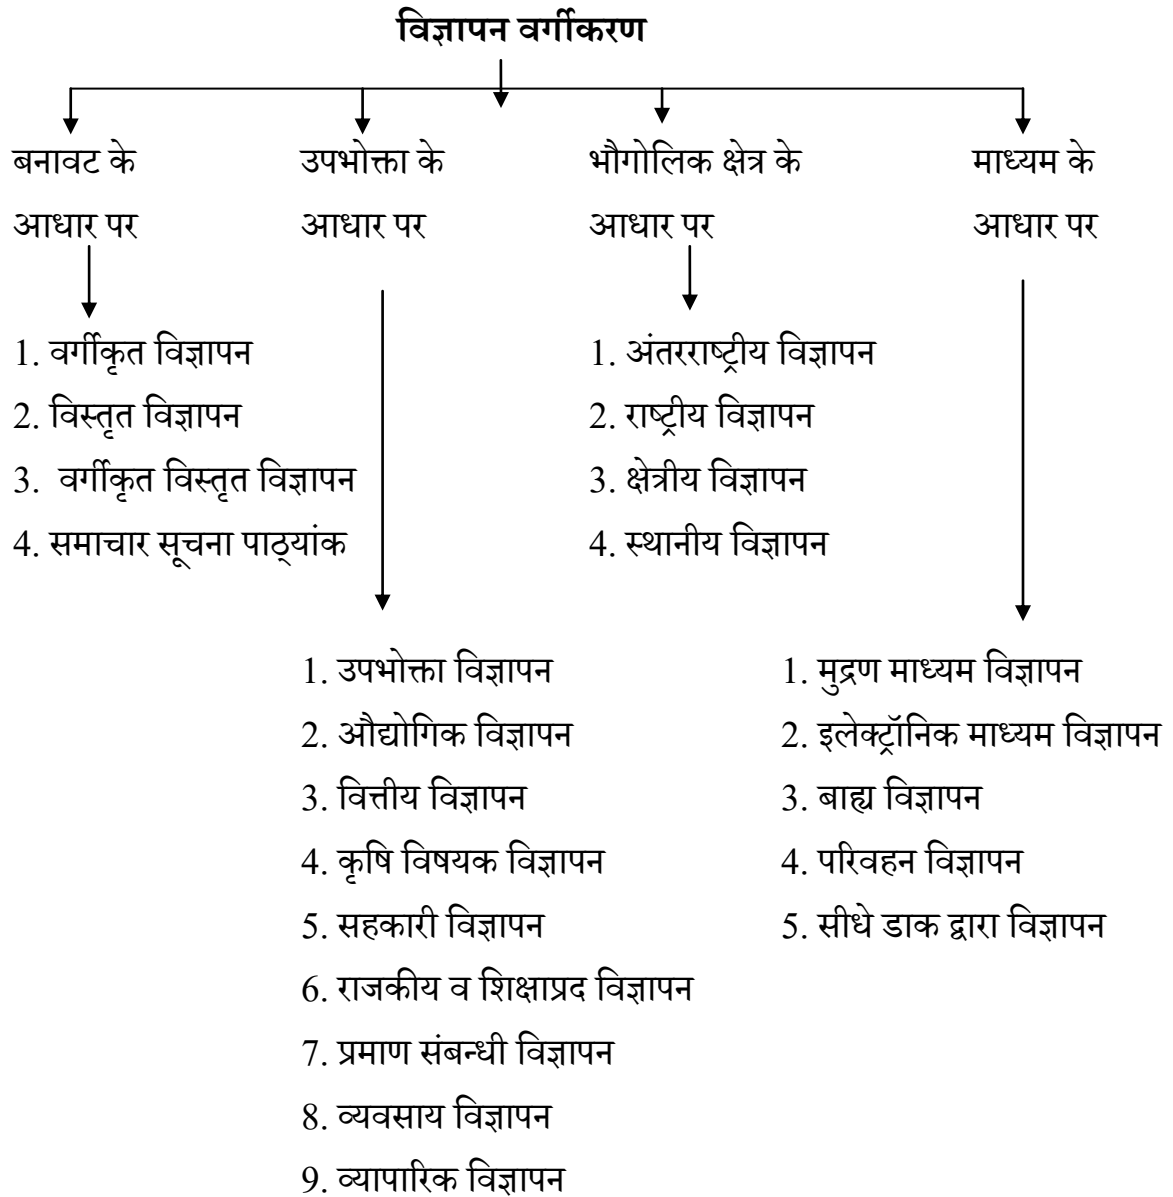 विज्ञापन वर्गीकरण
बनावट के
आधार पर
उपभोक्ता के
आधार पर
भौगोलिक क्षेत्र के
आधार पर
माध्यम के
आधार पर
1. वर्गीकृत विज्ञापन
2. विस्तृत विज्ञापन
3. वर्गीकृत विस्तृत विज्ञापन
4. समाचार सूचना पाठ्यांक
1. उपभोक्ता विज्ञापन
2. औद्योगिक विज्ञापन
3. वित्तीय विज्ञापन
4. कृषि विषयक विज्ञापन
5. सहकारी विज्ञापन
6. राजकीय व शिक्षाप्रद विज्ञापन
7. प्रमाण संबन्धी विज्ञापन
8. व्यवसाय विज्ञापन
9. व्यापारिक विज्ञापन
1. अंतरराष्ट्रीय विज्ञापन
2. राष्ट्रीय विज्ञापन
3. क्षेत्रीय विज्ञापन
4. स्थानीय विज्ञापन
1. मुद्रण माध्यम विज्ञापन
2. इलेक्ट्रॉनिक माध्यम विज्ञापन
3. बाह्य विज्ञापन
4. परिवहन विज्ञापन
5. सीधे डाक द्वारा विज्ञापन